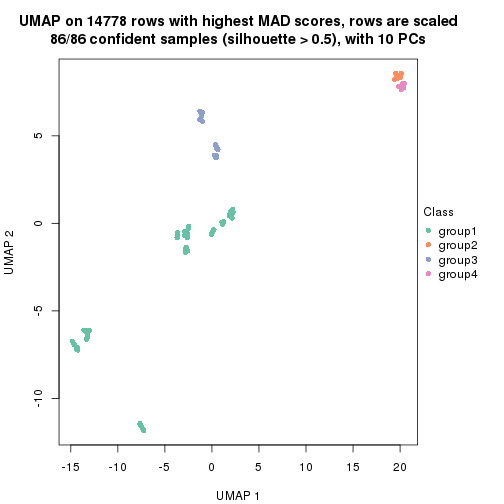 UMAP on 14778 rows with highest MAD scores, rows are scaled
86/86 confident samples (silhouette > 0.5), with 10 PCs
5
0
-5
-10
UMAP 2
-15
-10
-5
0
5
10
15
20
UMAP 1
Class
group1
group2
group3
group4